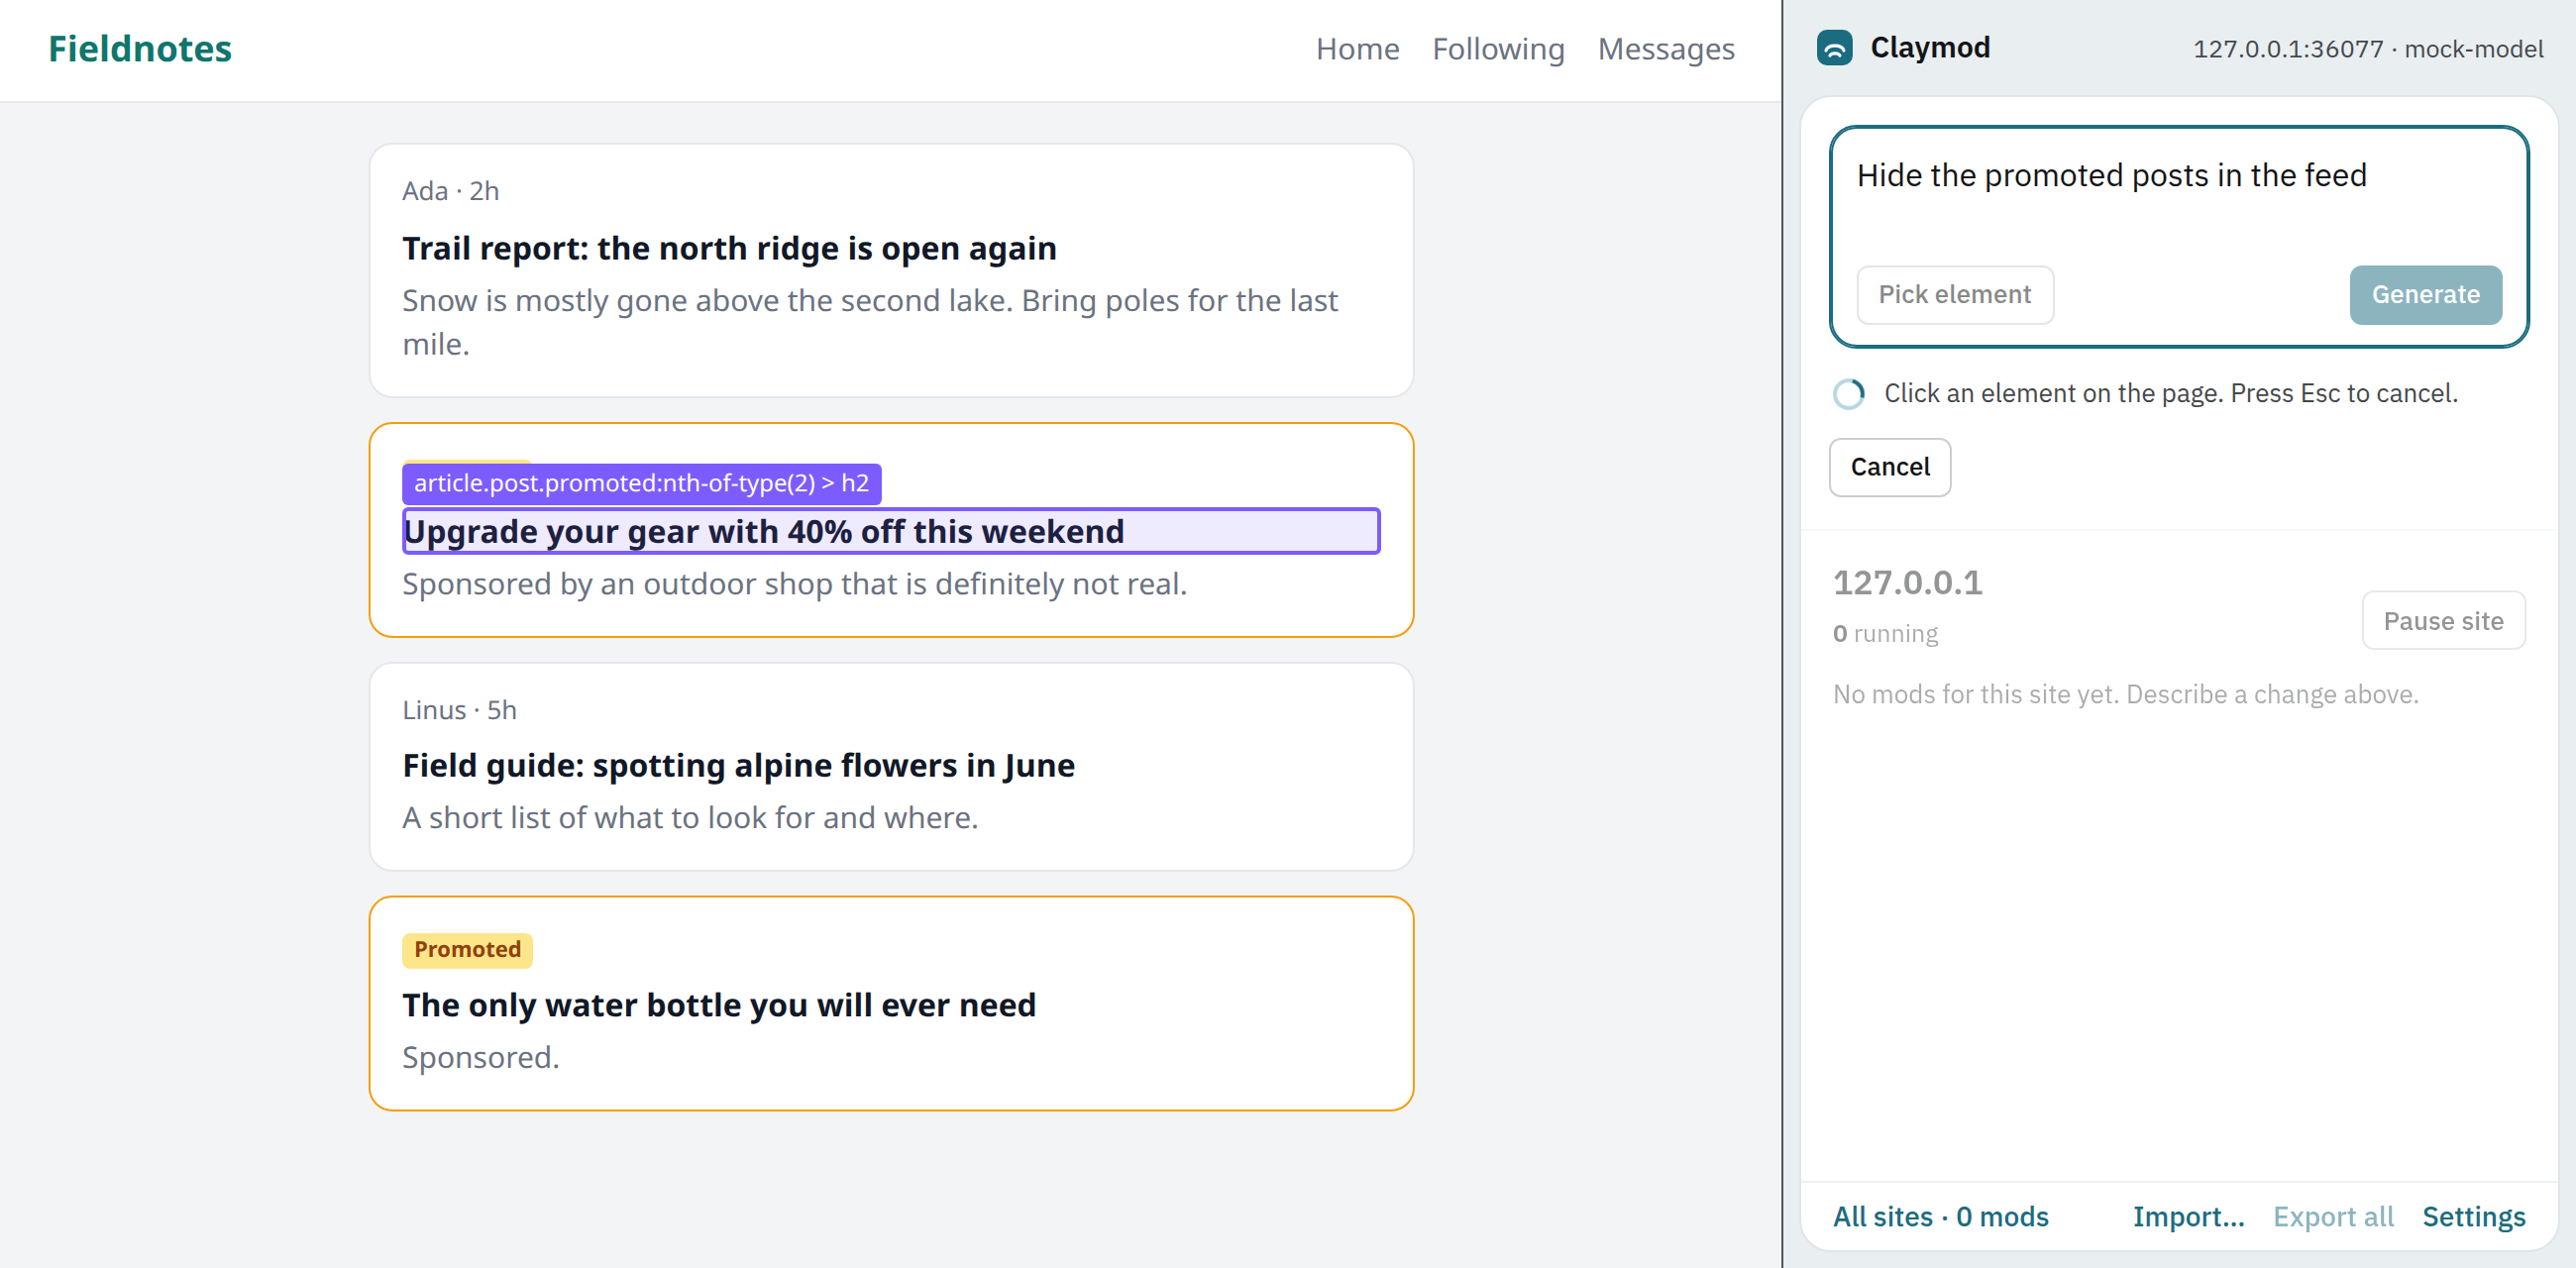 Fieldnotes
Home Following Messages
Ada · 2h
Trail report: the north ridge is open again
Snow is mostly gone above the second lake. Bring poles for the last
mile.
article.post.promoted:nth-of-type(2) > h2
Upgrade your gear with 40% off this weekend
Sponsored by an outdoor shop that is definitely not real.
Linus · 5h
Field guide: spotting alpine flowers in June
A short list of what to look for and where.
Promoted
The only water bottle you will ever need
Sponsored.
Claymod
127.0.0.1:36077 · mock-model
Hide the promoted posts in the feed
Pick element
Generate
Click an element on the page. Press Esc to cancel.
Cancel
127.0.0.1
0 running
Pause site
No mods for this site yet. Describe a change above.
All sites · 0 mods
Import...
Export all
Settings